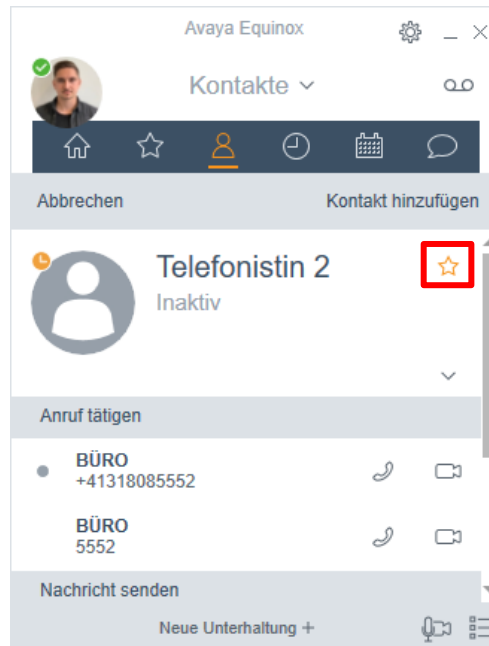 Avaya Equinox
Kontakte
Abbrechen Kontakt hinzufügen
Telefonistin 2
Inaktiv
Anruf tätigen
BÜRO
+41318085552
BÜRO
5552
Nachricht senden
Neue Unterhaltung +